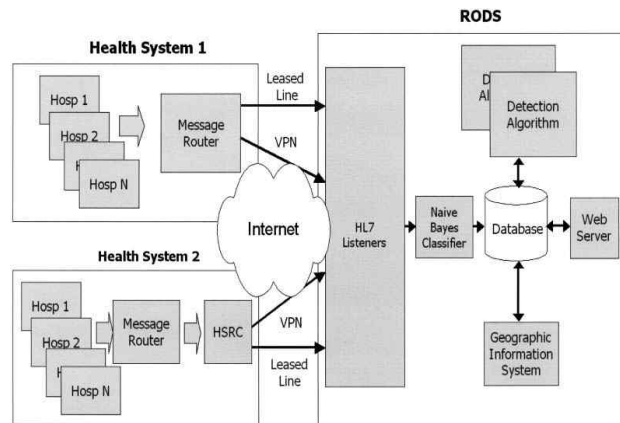 RODS
Health System 1
Hosp 1
Hosp 2
H
Hosp N
Message
Router
Leased
Line
VPN
Internet
HL7
Listeners
Naive
Bayes
Classifier
Database
Web
Server
D
Al
Detection
Algorithm
Geographic
Information
System
Health System 2
Hosp 1
Hosp 2
H
Hosp N
Message
Router
HSRC
VPN
Leased
Line